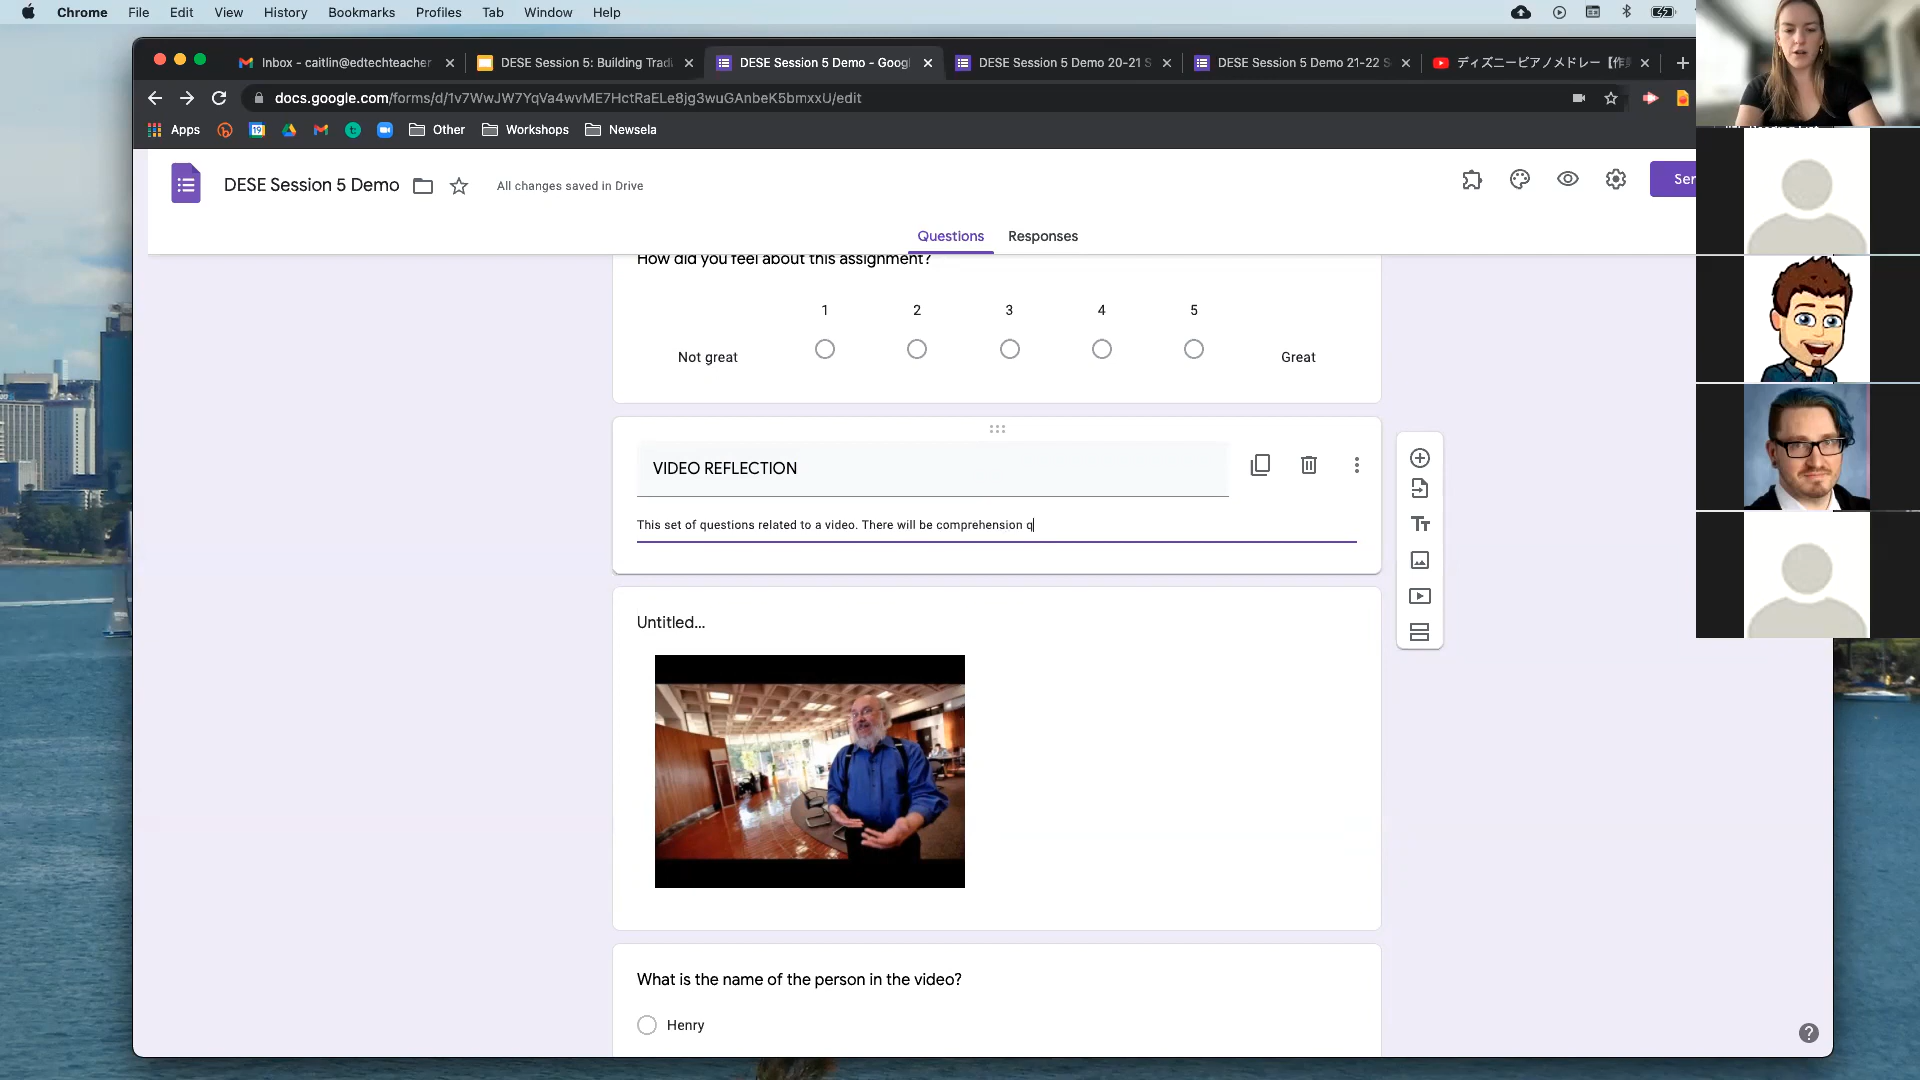 Chrome File Edit View History Bookmarks Profiles Tab Window Help
Inbox - caitlin@edtechteacher
DESE Session 5: Building Tradi
DESE Session 5 Demo - Googl
DESE Session 5 Demo 20-21 S
DESE Session 5 Demo 21-22 S
ディズニーピアノメドレー【作
docs.google.com/forms/d/1v7WwJW7YqVa4wvME7HctRaELe8jg3wuGAnbeK5bmxxU/edit
Apps 19 Other Workshops Newsela
DESE Session 5 Demo
All changes saved in Drive
Ser
Questions Responses
How did you feel about this assignment?
1 2 3 4 5
Not great Great
VIDEO REFLECTION
This set of questions related to a video. There will be comprehension q
Untitled...
What is the name of the person in the video?
Henry